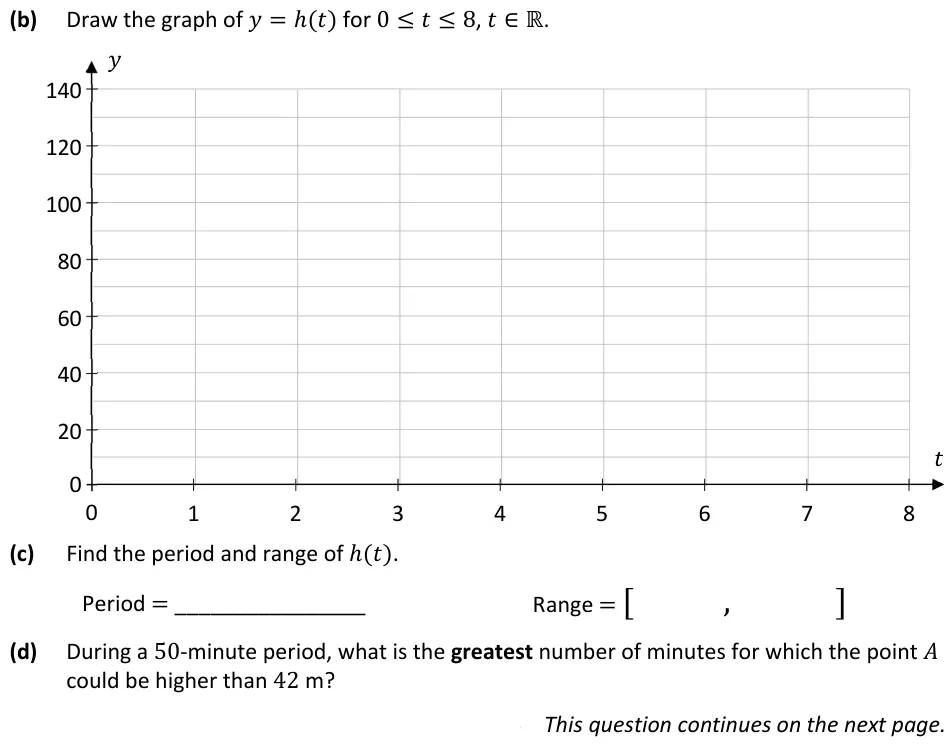 (b) Draw the graph of y = h(t) for 0 ≤ t ≤ 8, t ∈ ℝ.
y
140
120
100
80
60
40
20
0
t
0 1 2 3 4 5 6 7 8
(c) Find the period and range of h(t).
Period = ________________ Range = [ , ]
(d) During a 50-minute period, what is the greatest number of minutes for which the point A
could be higher than 42 m?
This question continues on the next page.